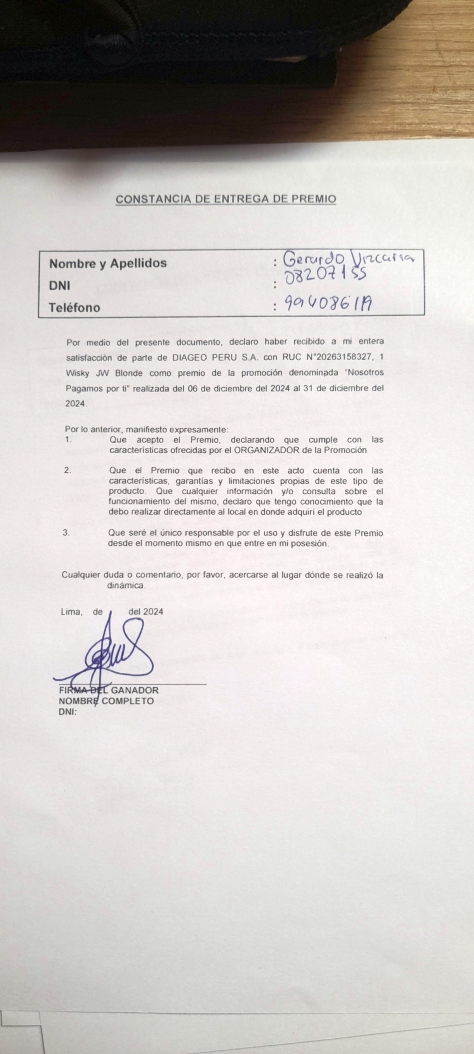 CONSTANCIA DE ENTREGA DE PREMIO
Nombre y Apellidos : Gerardo
DNI : 08207155
Teléfono :
Por medio del presente documento, declaro haber recibido a mi entera
satisfacción de parte de DIAGEO PERU S.A. con RUC N°20263158327, 1
Wisky JW Blonde como premio de la promoción denominada "Nosotros
Pagamos por ti" realizada del 06 de diciembre del 2024 al 31 de diciembre del
2024.
Por lo anterior, manifiesto expresamente:
1. Que acepto el Premio, declarando que cumple con las
características ofrecidas por el ORGANIZADOR de la Promoción
2. Que el Premio que recibo en este acto cuenta con las
características, garantías y limitaciones propias de este tipo de
producto. Que cualquier información y/o consulta sobre el
funcionamiento del mismo, declaro que tengo conocimiento que la
debo realizar directamente al local en donde adquirí el producto
3. Que seré el único responsable por el uso y disfrute de este Premio
desde el momento mismo en que entre en mi posesión.
Cualquier duda o comentario, por favor, acercarse al lugar dónde se realizó la
dinámica.
Lima, de del 2024
FIRMA DEL GANADOR
NOMBRE COMPLETO
DNI: